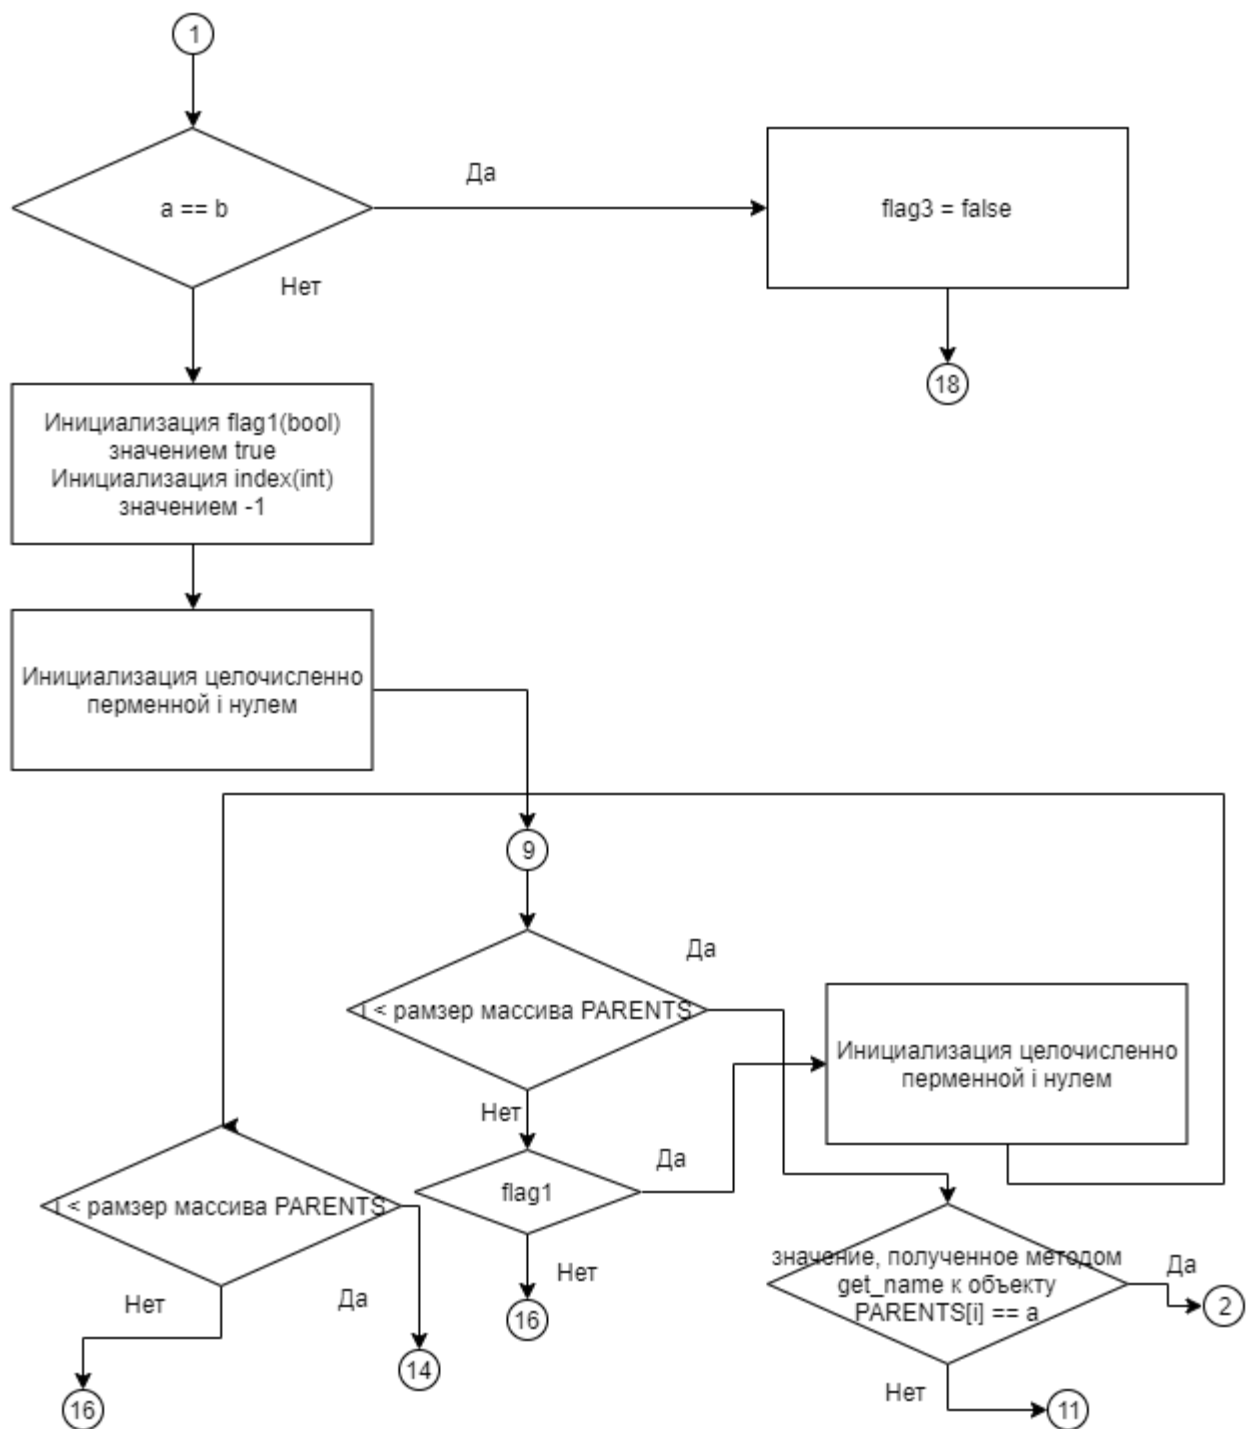 1
a == b
Да
flag3 = false
Нет
18
Инициализация flag1(bool)
значением true
Инициализация index(int)
значением -1
Инициализация целочисленно
перменной i нулем
9
Да
i < рамзер массива PARENTS
Инициализация целочисленно
перменной i нулем
Нет
Да
flag1
i < рамзер массива PARENTS
значение, полученное методом
get_name к объекту
PARENTS[i] == a
Да
2
Нет
16
Нет
Да
14
16
Нет
11